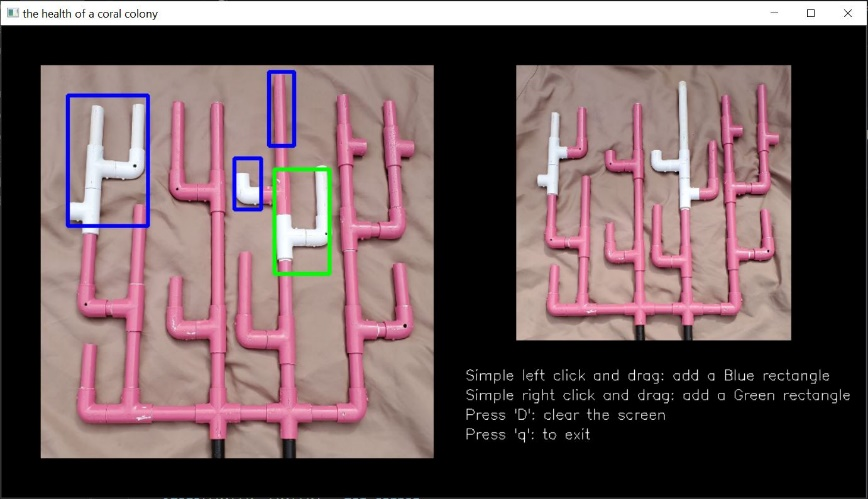 the health of a coral colony
Simple left click and drag: add a Blue rectangle
Simple right click and drag: add a Green rectangle
Press 'D': clear the screen
Press 'q': to exit